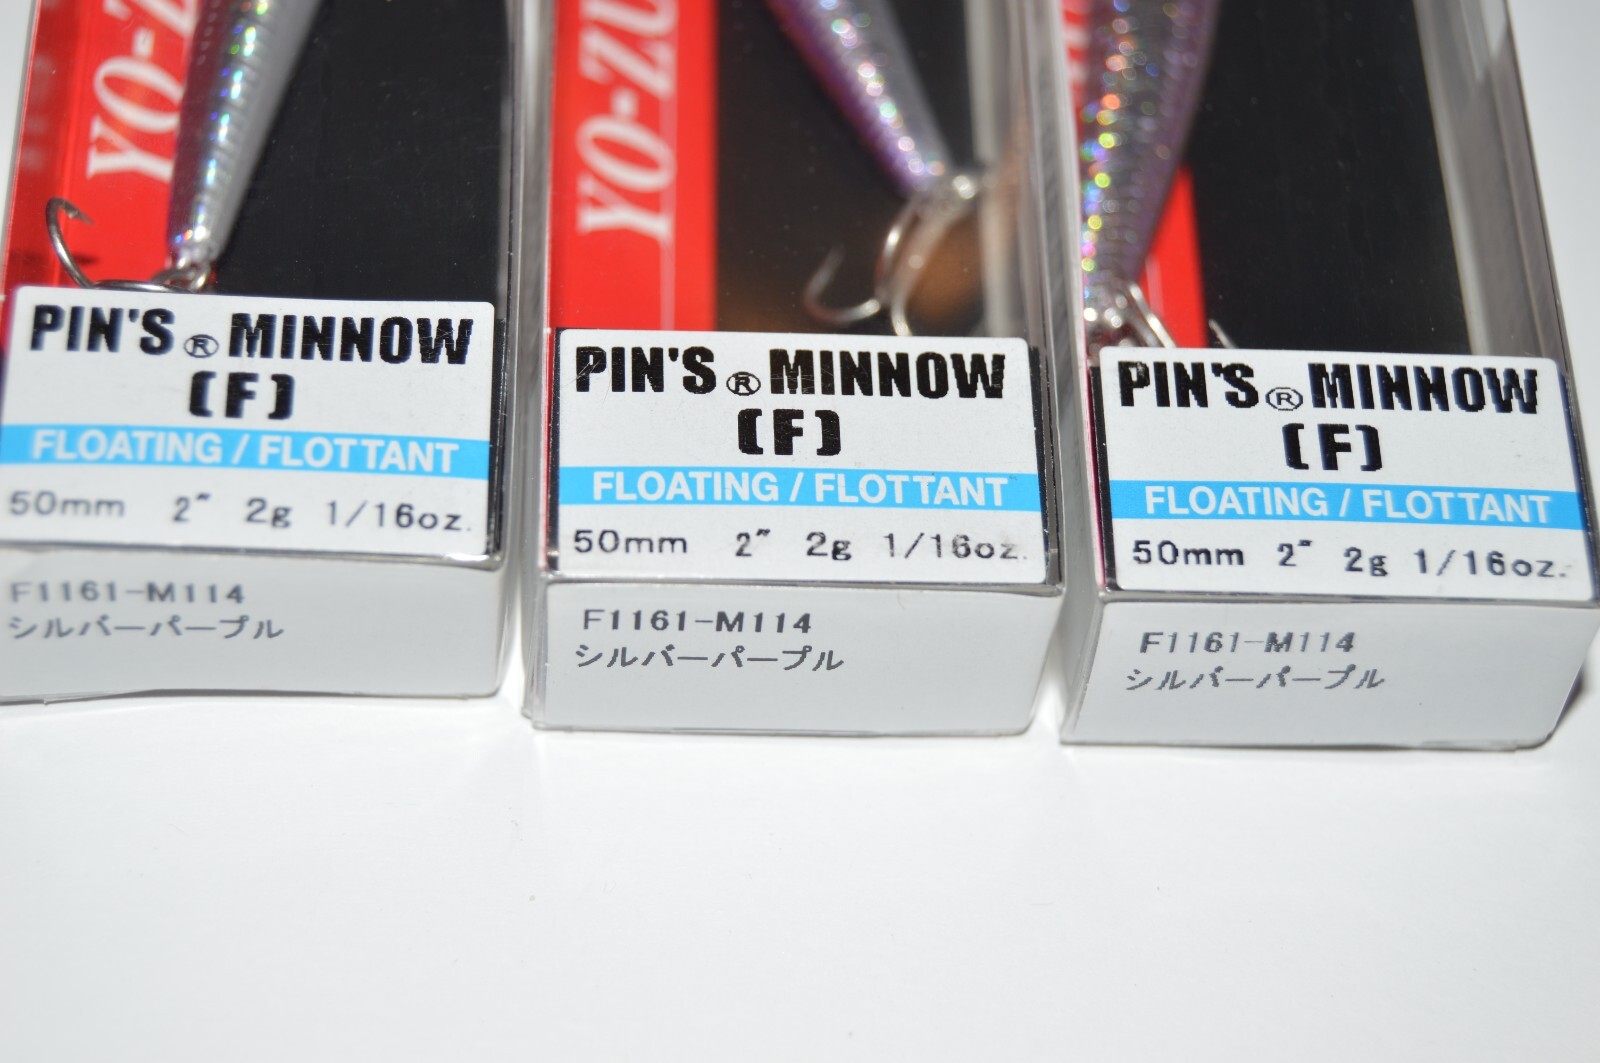 YO-Z
PIN'S ® MINNOW
(F)
FLOATING / FLOTTANT
50mm 2" 2g 1/16oz.
F1161-M114
シルバーパープル
YO-ZU
PIN'S ® MINNOW
(F)
FLOATING / FLOTTANT
50mm 2" 2g 1/16oz.
F1161-M114
シルバーパープル
PIN'S ® MINNOW
(F)
FLOATING / FLOTTANT
50mm 2" 2g 1/16oz.
F1161-M114
シルバーパープル